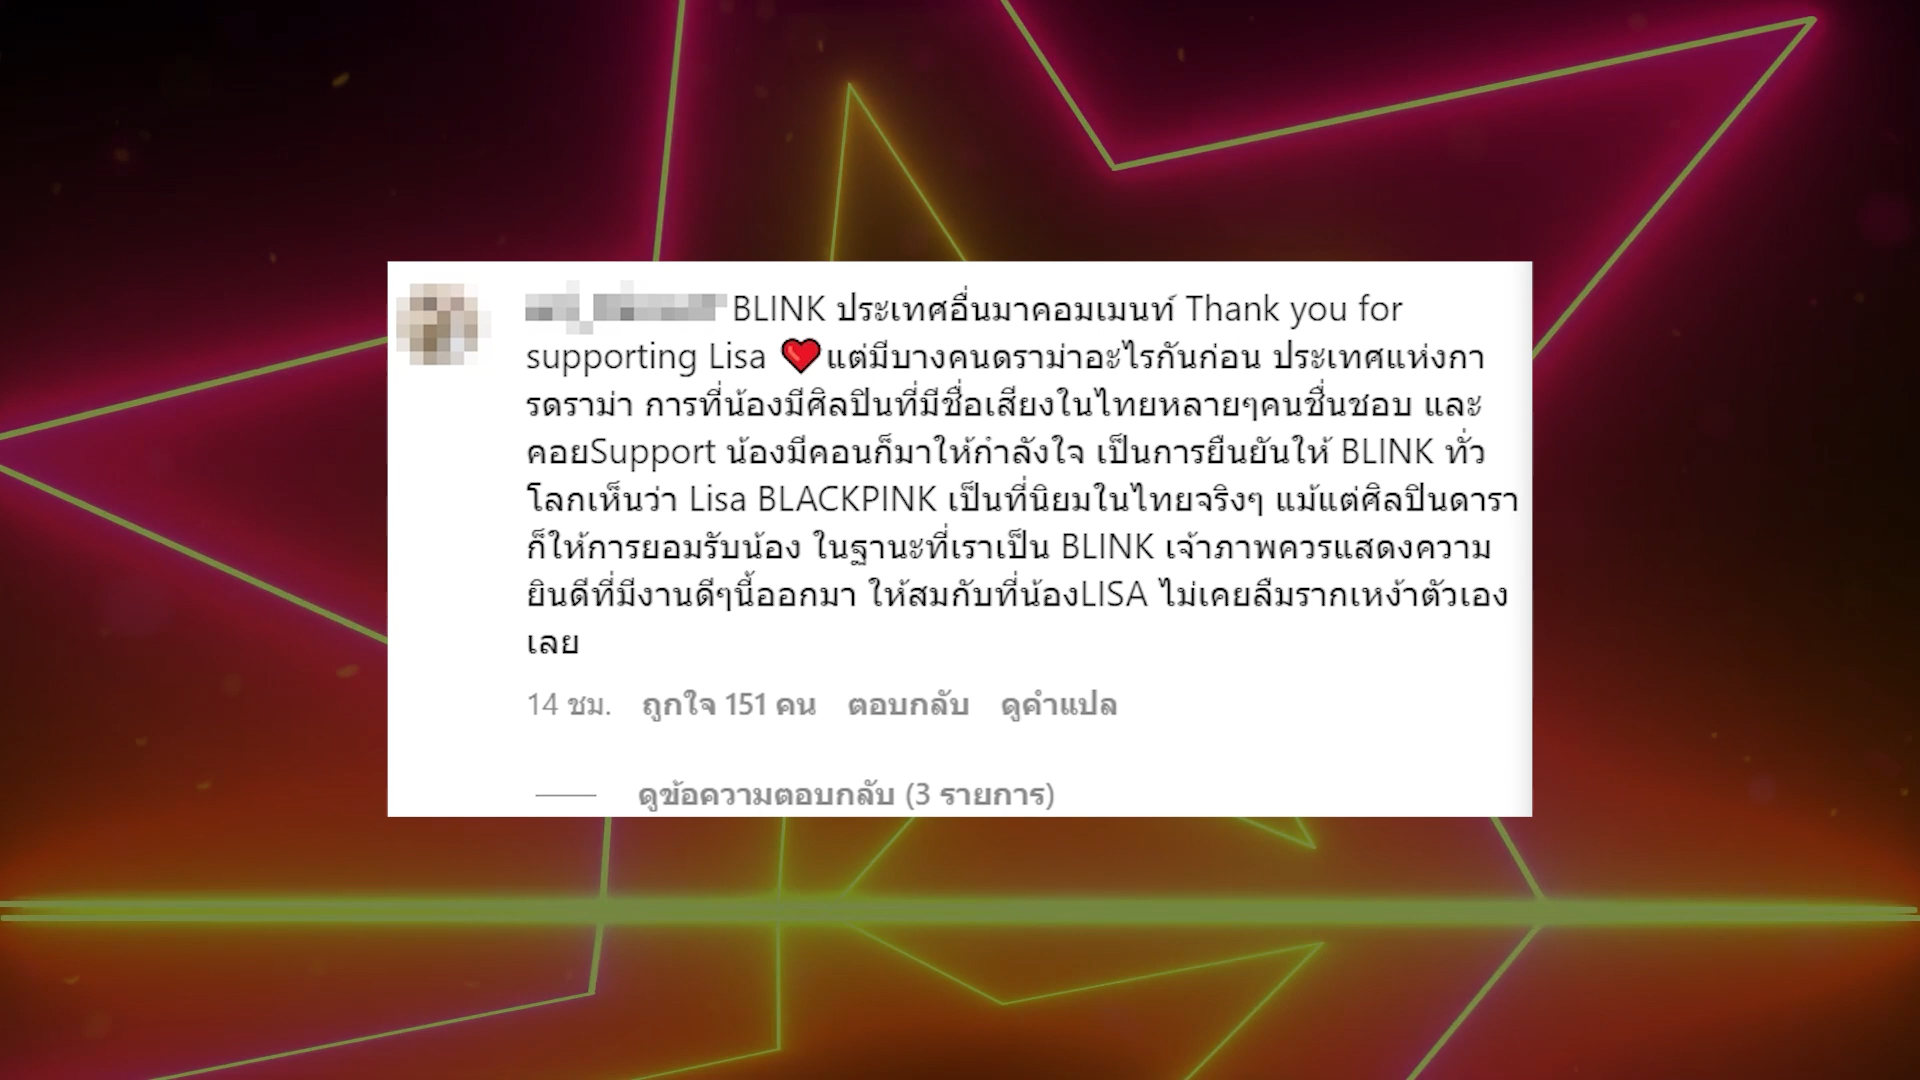 BLINK ประเทศอื่นมาคอมเมนท์ Thank you for
supporting Lisa ❤️แต่มีบางคนดราม่าอะไรกันก่อน ประเทศแห่งกา
รดราม่า การที่น้องมีศิลปินที่มีชื่อเสียงในไทยหลายๆคนชื่นชอบ และ
คอยSupport น้องมีคอนก็มาให้กำลังใจ เป็นการยืนยันให้ BLINK ทั่ว
โลกเห็นว่า Lisa BLACKPINK เป็นที่นิยมในไทยจริงๆ แม้แต่ศิลปินดารา
ก็ให้การยอมรับน้อง ในฐานะที่เราเป็น BLINK เจ้าภาพควรแสดงความ
ยินดีที่มีงานดีๆนี้ออกมา ให้สมกับที่น้องLISA ไม่เคยลืมรากเหง้าตัวเอง
เลย
14 ชม. ถูกใจ 151 คน ตอบกลับ ดูคำแปล
ดูข้อความตอบกลับ (3 รายการ)